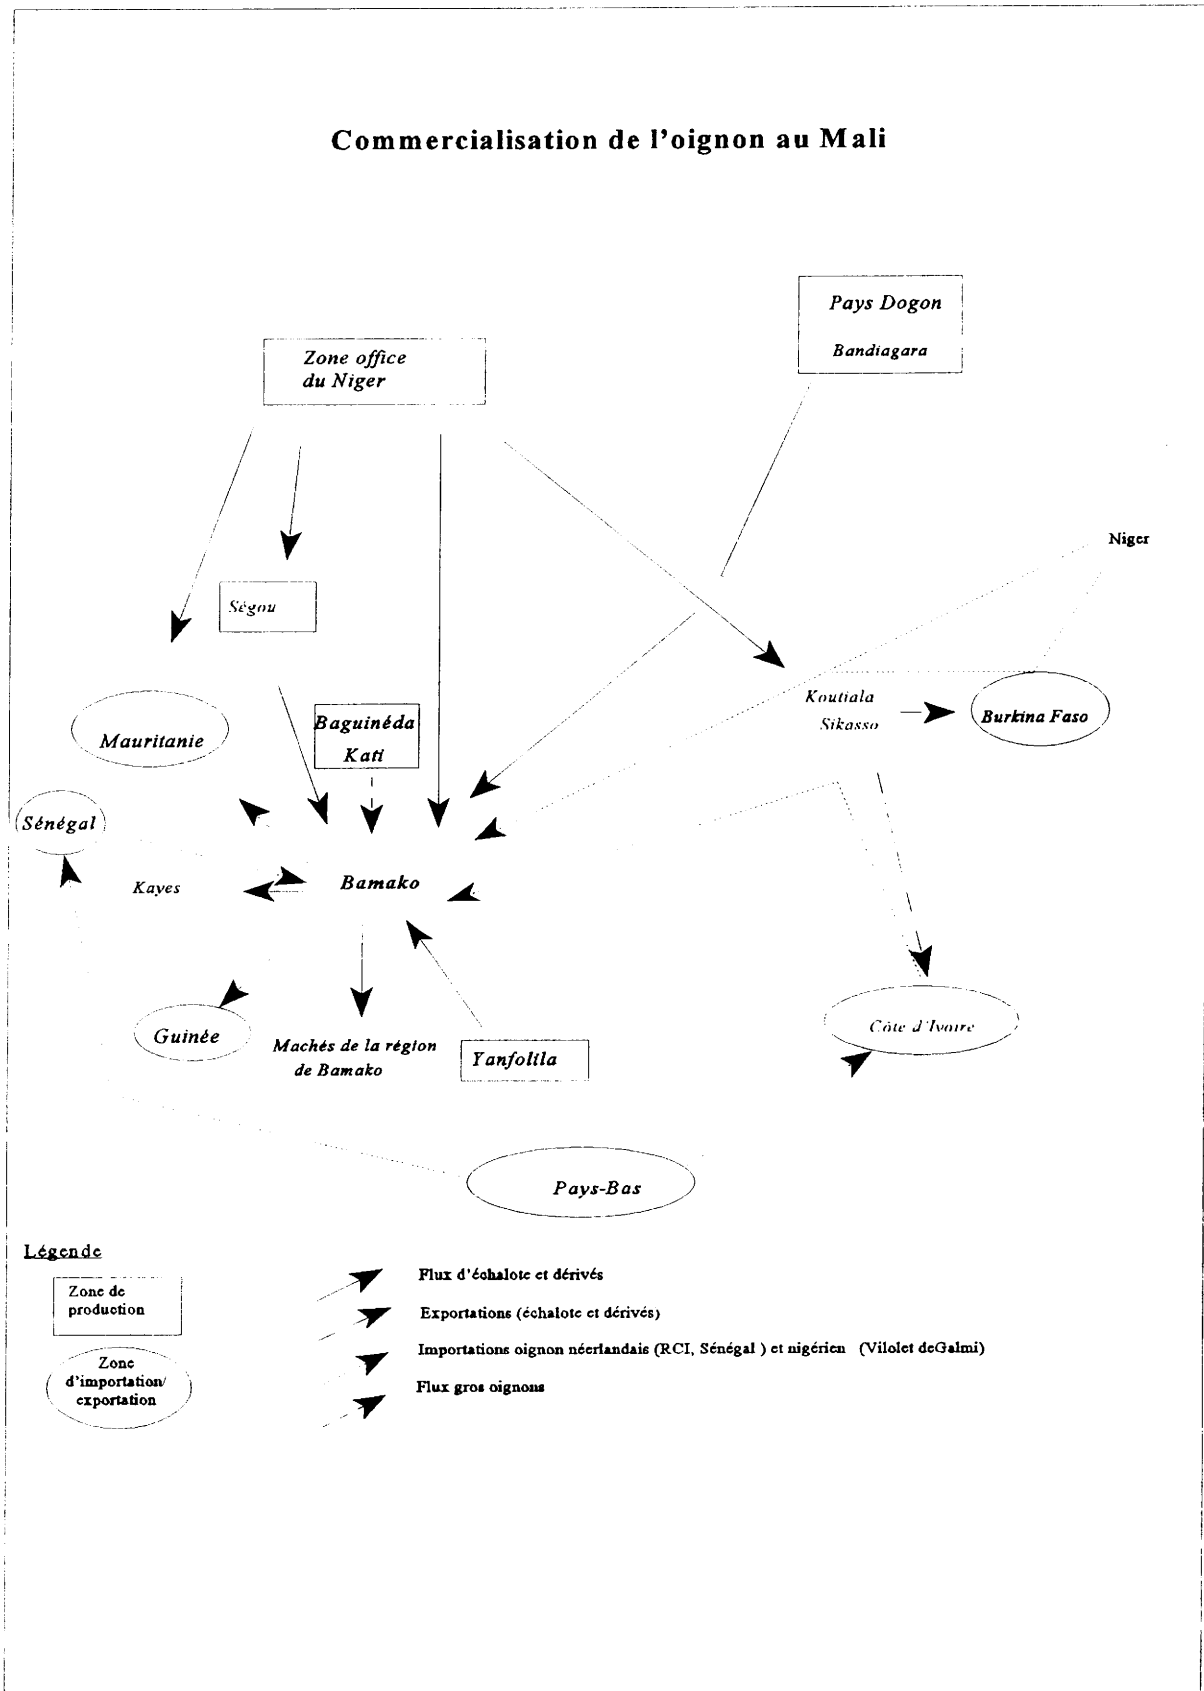 Commercialisation de l'oignon au Mali
Pays Dogon
Bandiagara
Zone office
du Niger
Niger
Ségou
Koutiala
Sikasso
Burkina Faso
Baguinéda
Kati
Mauritanie
Sénégal
Kayes
Bamako
Guinée
Machés de la région
de Bamako
Yanfolila
Côte d'Ivoire
Pays-Bas
Légende
Zone de
production
Zone
d'importation/
exportation
Flux d'échalote et dérivés
Exportations (échalote et dérivés)
Importations oignon néerlandais (RCI, Sénégal ) et nigérien (Vilolet deGalmi)
Flux gros oignons